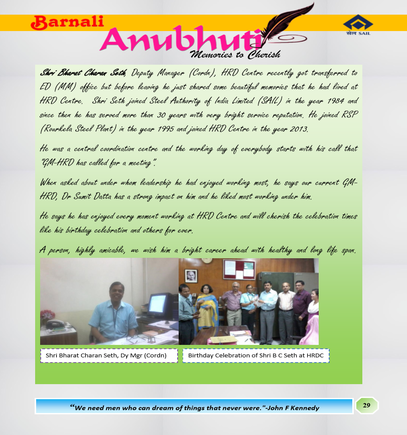 Barnali
Anubhuti
Memories to Cherish
सेल SAIL
Shri Bharat Charan Seth, Deputy Manager (Cordn), HRD Centre recently got transferred to
ED (MM) office but before leaving he just shared some beautiful memories that he had lived at
HRD Centre. Shri Seth joined Steel Authority of India Limited (SAIL) in the year 1984 and
since then he has served more than 30 years with very bright service reputation. He joined RSP
(Rourkela Steel Plant) in the year 1995 and joined HRD Centre in the year 2013.
He was a central coordination centre and the working day of everybody starts with his call that
"GM-HRD has called for a meeting".
When asked about under whom leadership he had enjoyed working most, he says our current GM-
HRD, Dr Sumit Datta has a strong impact on him and he liked most working under him.
He says he has enjoyed every moment working at HRD Centre and will cherish the celebration times
like his birthday celebration and others for ever.
A person, highly amicable, we wish him a bright career ahead with healthy and long life span.
Shri Bharat Charan Seth, Dy Mgr (Cordn)
Birthday Celebration of Shri B C Seth at HRDC
"We need men who can dream of things that never were."-John F Kennedy
29